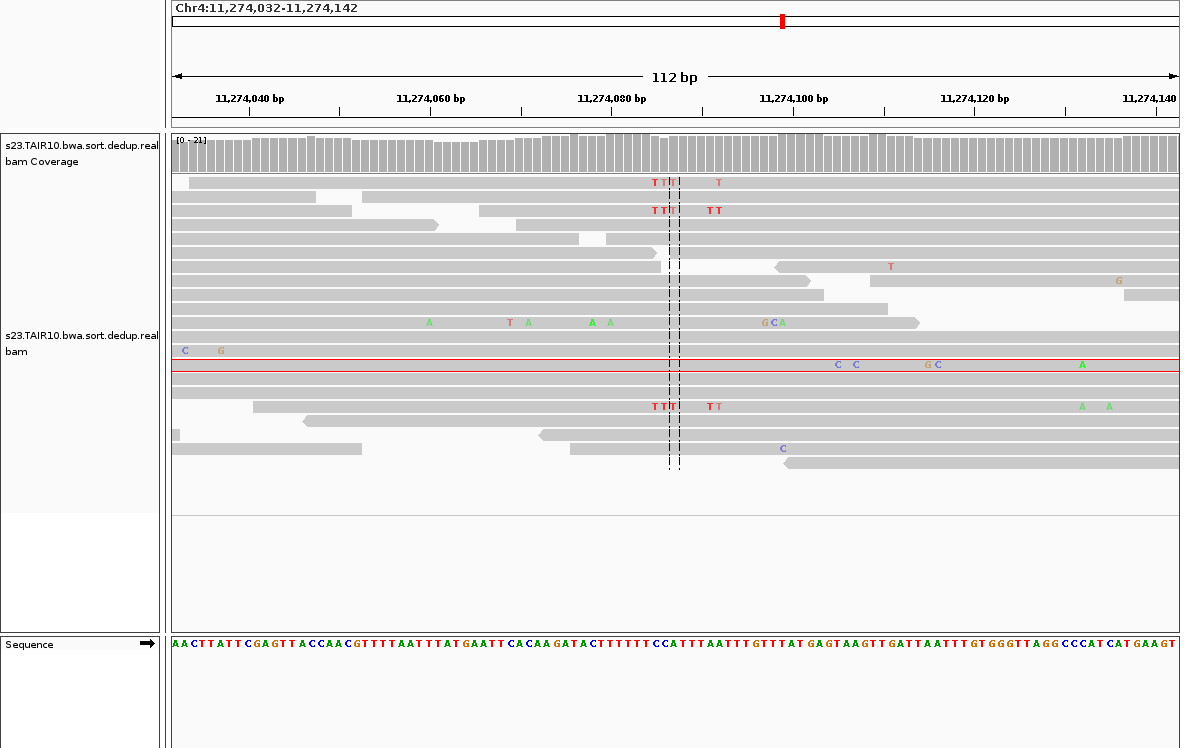 Chr4:11,274,032-11,274,142
112 bp
11,274,040 bp 11,274,060 bp 11,274,080 bp 11,274,100 bp 11,274,120 bp 11,274,140
s23.TAIR10.bwa.sort.dedup.real
bam Coverage
[0 - 21]
T T T T
T T T T T
T
G
A T A A A G C A
s23.TAIR10.bwa.sort.dedup.real
bam
C G
C C G C A
T T T T T A A
C
Sequence
AACTTATTCGAGTTACCAACGTTTTAATTTATGAATTCACAAGATACTTTTTTCCATTTAATTTGTTTATGAGTAAGTTGATTAATTTGTGGGTTAGGCCCATCATGAAGT